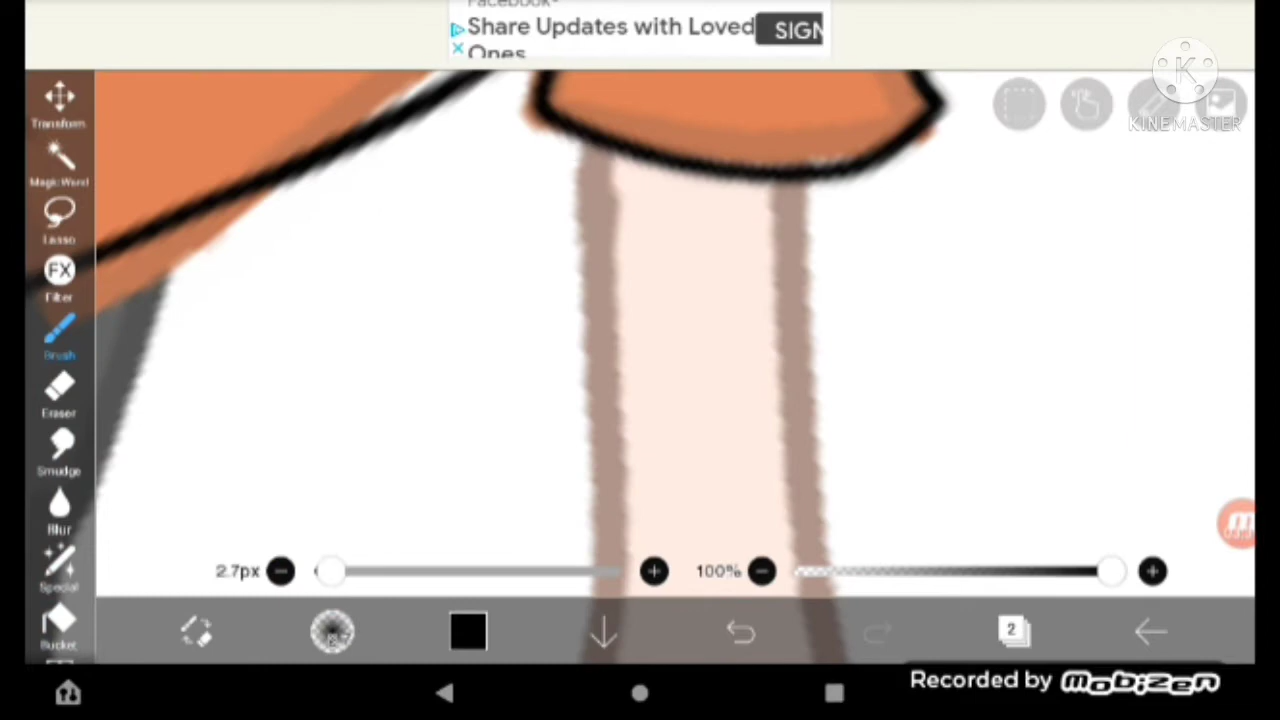 Facebook
Share Updates with Loved
Ones
SIGN
K
KINEMASTER
Transform
Magic Wand
Lasso
FX
Filter
Brush
Eraser
Smudge
Blur
Special
Bucket
2.7px
100%
2
Recorded by mobizen